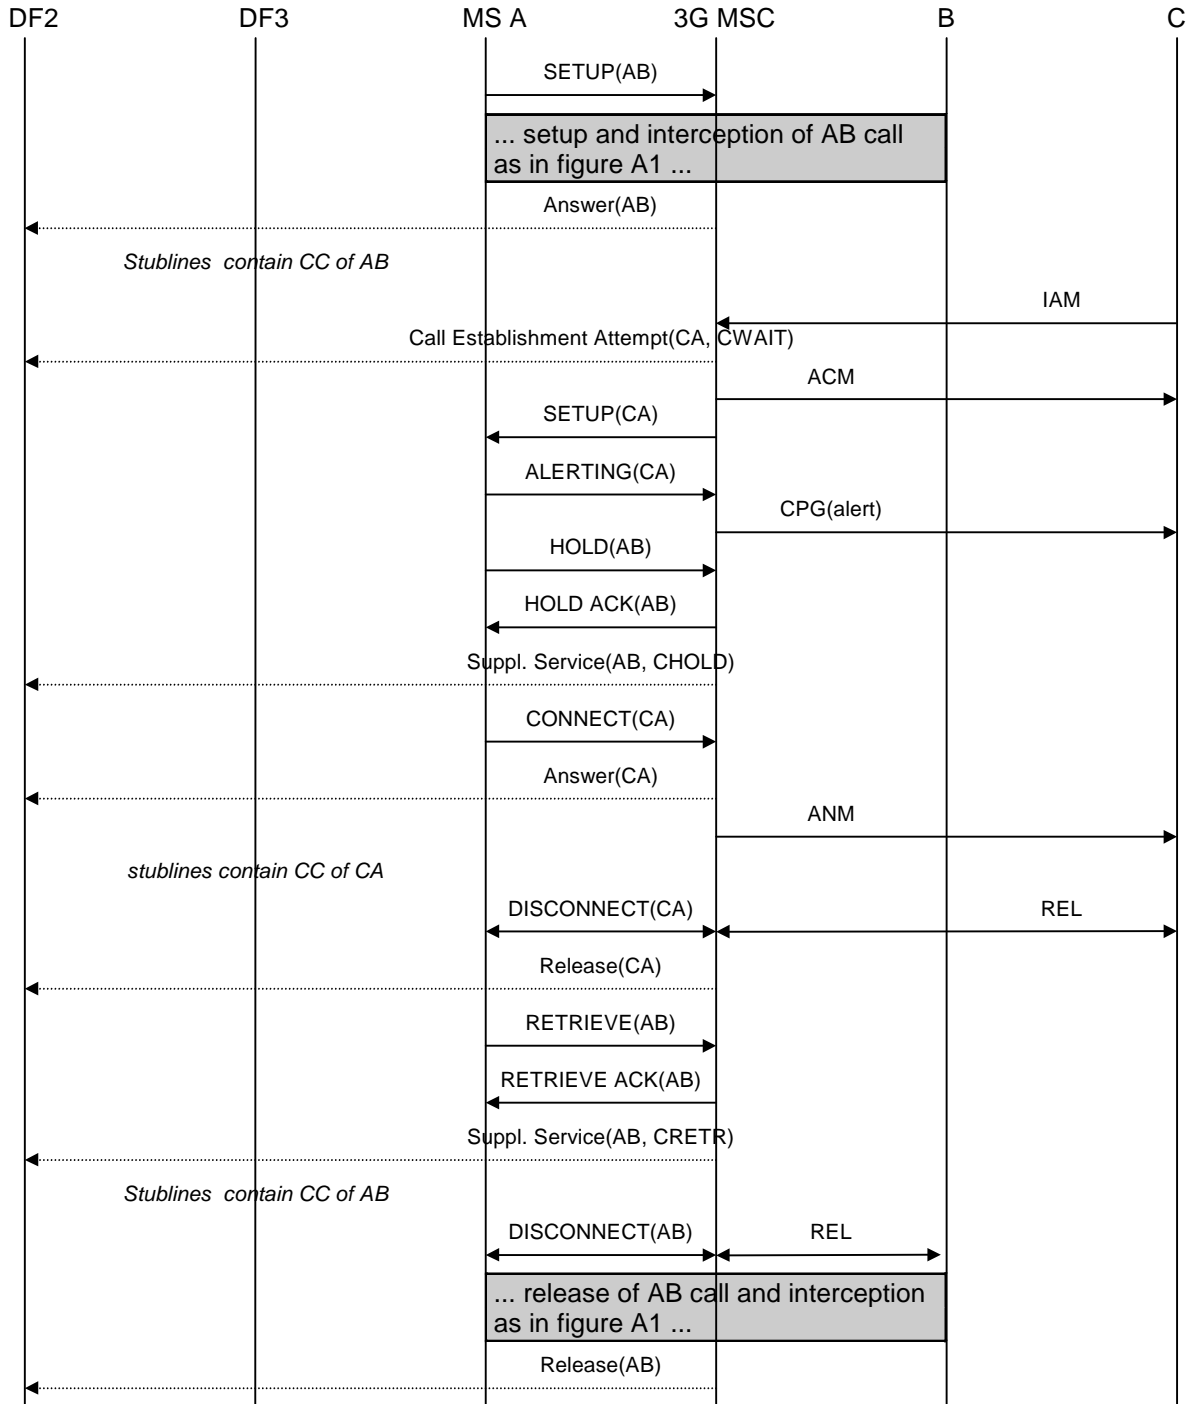 DF2 DF3 MS A 3G MSC B C
SETUP(AB)
... setup and interception of AB call
as in figure A1 ...
Answer(AB)
Stublines contain CC of AB
IAM
Call Establishment Attempt(CA, CWAIT)
ACM
SETUP(CA)
ALERTING(CA)
CPG(alert)
HOLD(AB)
HOLD ACK(AB)
Suppl. Service(AB, CHOLD)
CONNECT(CA)
Answer(CA)
ANM
stublines contain CC of CA
DISCONNECT(CA) REL
Release(CA)
RETRIEVE(AB)
RETRIEVE ACK(AB)
Suppl. Service(AB, CRETR)
Stublines contain CC of AB
DISCONNECT(AB) REL
... release of AB call and interception
as in figure A1 ...
Release(AB)